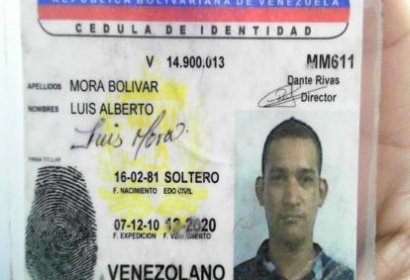 REPUBLICA BOLIVARIANA DE VENEZUELA
CEDULA DE IDENTIDAD
V 14.900.013 MM611
Dante Rivas
Director
APELLIDOS MORA BOLIVAR
NOMBRES LUIS ALBERTO
Luis Mora
FIRMA TITULAR
16-02-81 SOLTERO
F. NACIMIENTO EDO CIVIL
07-12-10 12-2020
F. EXPEDICION F. VENCIMIENTO
VENEZOLANO